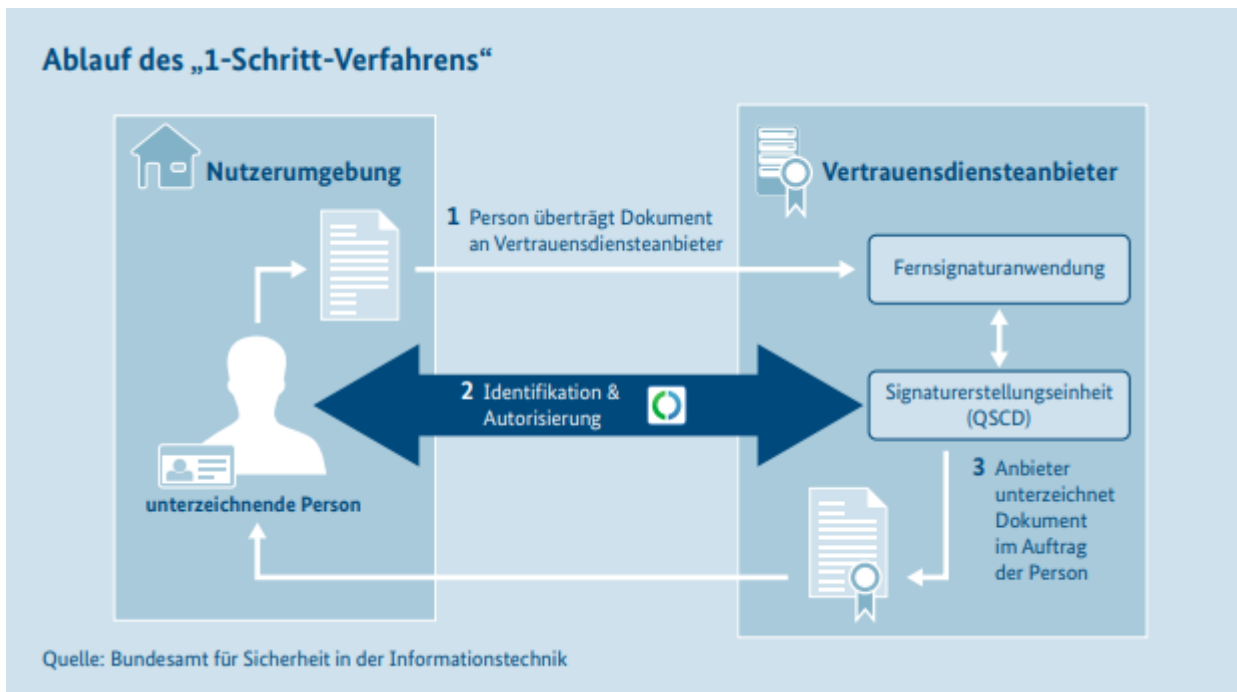 Ablauf des „1-Schritt-Verfahrens“
Nutzerumgebung
Vertrauensdiensteanbieter
1 Person überträgt Dokument
an Vertrauensdiensteanbieter
Fernsignaturanwendung
2 Identifikation &
Autorisierung
Signaturerstellungseinheit
(QSCD)
unterzeichnende Person
3 Anbieter
unterzeichnet
Dokument
im Auftrag
der Person
Quelle: Bundesamt für Sicherheit in der Informationstechnik